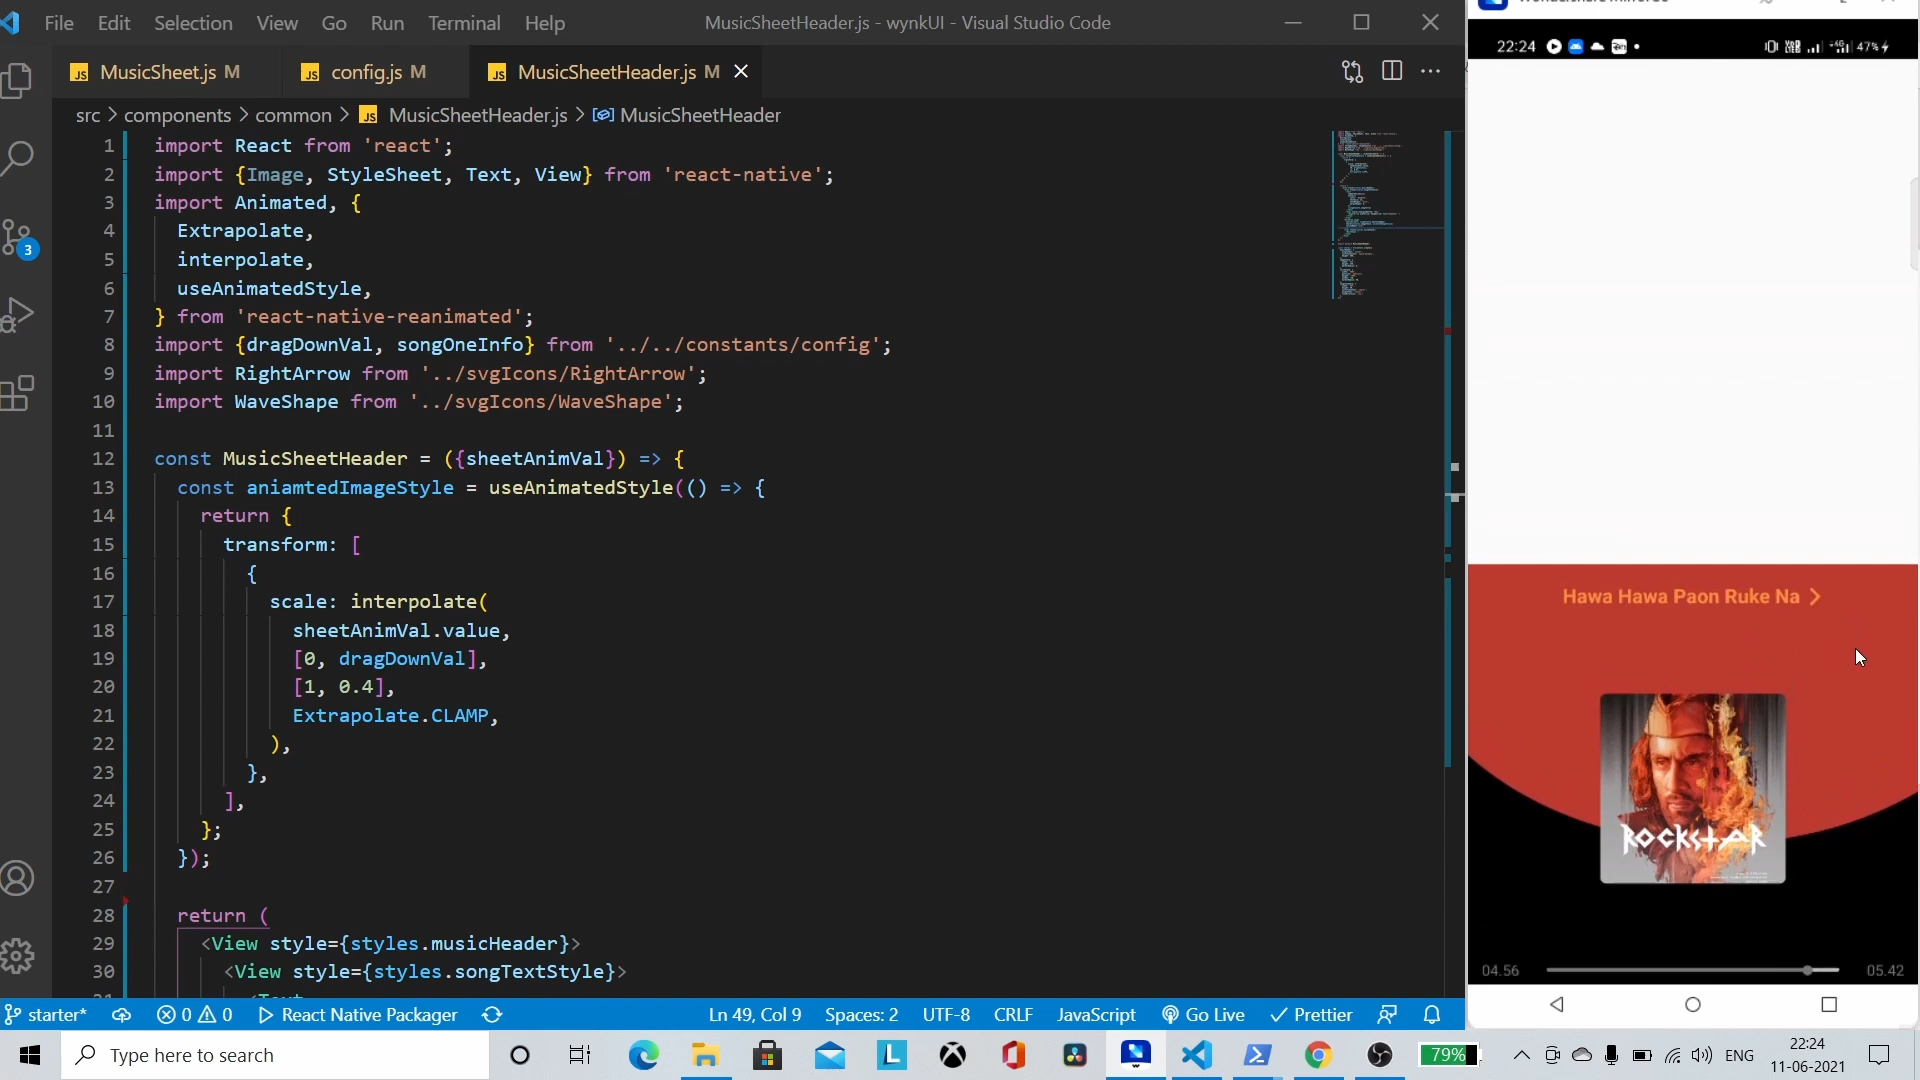 File Edit Selection View Go Run Terminal Help MusicSheetHeader.js - wynkUI - Visual Studio Code
MusicSheet.js M config.js M MusicSheetHeader.js M
src > components > common > MusicSheetHeader.js > MusicSheetHeader
1 import React from 'react';
2 import {Image, StyleSheet, Text, View} from 'react-native';
3 import Animated, {
4 Extrapolate,
5 interpolate,
6 useAnimatedStyle,
7 } from 'react-native-reanimated';
8 import {dragDownVal, songOneInfo} from '../../constants/config';
9 import RightArrow from '../svgIcons/RightArrow';
10 import WaveShape from '../svgIcons/WaveShape';
11
12 const MusicSheetHeader = ({sheetAnimVal}) => {
13 const aniamtedImageStyle = useAnimatedStyle(() => {
14 return {
15 transform: [
16 {
17 scale: interpolate(
18 sheetAnimVal.value,
19 [0, dragDownVal],
20 [1, 0.4],
21 Extrapolate.CLAMP,
22 ),
23 },
24 ],
25 };
26 });
27
28 return (
29 <View style={styles.musicHeader}>
30 <View style={styles.songTextStyle}>
31 <Text
3
starter* 0 0 React Native Packager Ln 49, Col 9 Spaces: 2 UTF-8 CRLF JavaScript Go Live Prettier
22:24 47%
Hawa Hawa Paon Ruke Na >
ROCKSTAR
04.56 05.42
Type here to search
79% ENG 22:24
11-06-2021